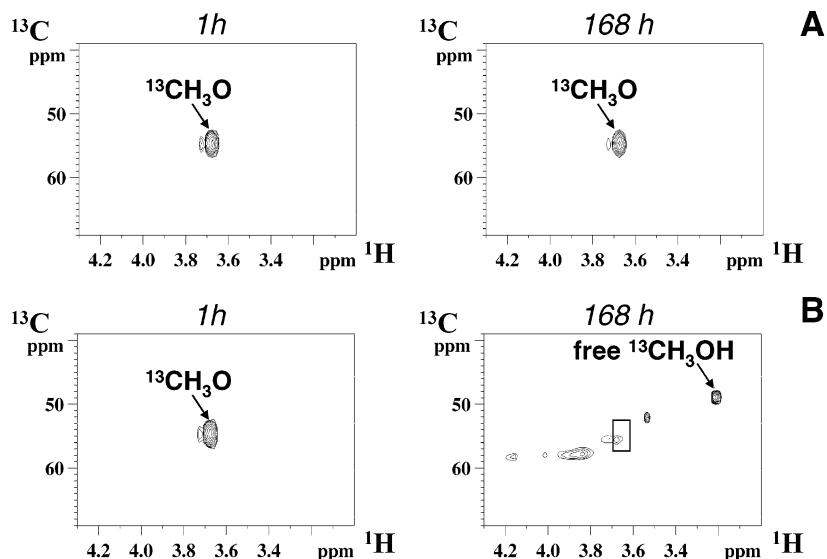 A
1h
¹³C
ppm
¹³CH₃O
50
60
4.2 4.0 3.8 3.6 3.4 ppm ¹H
168 h
¹³C
ppm
¹³CH₃O
50
60
4.2 4.0 3.8 3.6 3.4 ppm ¹H
B
1h
¹³C
ppm
¹³CH₃O
50
60
4.2 4.0 3.8 3.6 3.4 ppm ¹H
168 h
¹³C
ppm
free ¹³CH₃OH
50
60
4.2 4.0 3.8 3.6 3.4 ppm ¹H